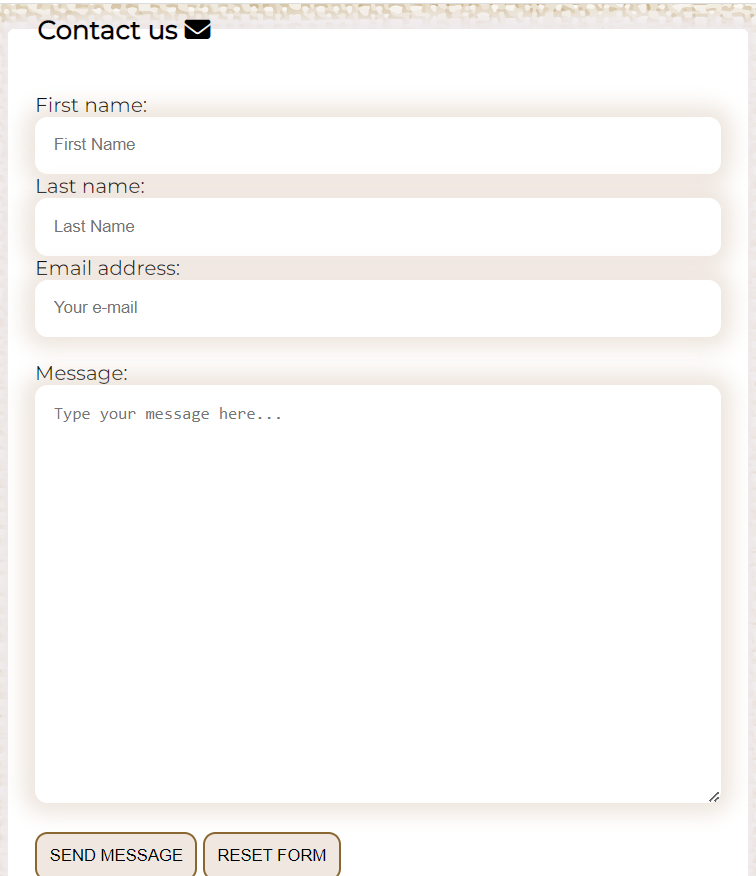 Contact us
First name:
First Name
Last name:
Last Name
Email address:
Your e-mail
Message:
Type your message here...
SEND MESSAGE RESET FORM